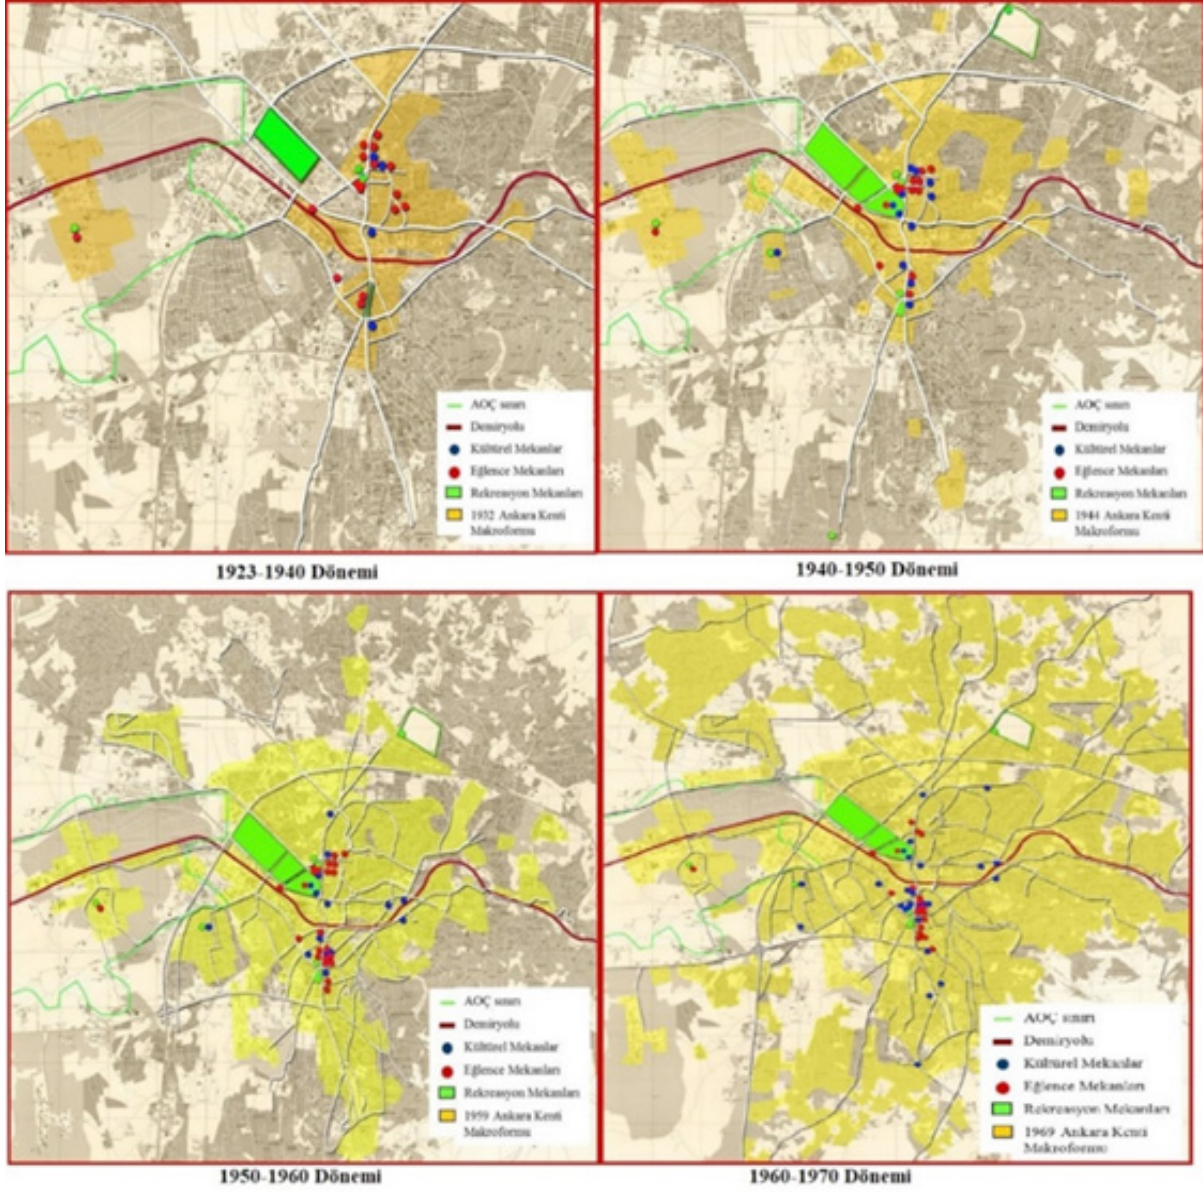 AOÇ sınırı
Demiryolu
Kültürel Mekanlar
Eğlence Mekanları
Rekreasyon Mekanları
1932 Ankara Kenti
Makroformu
1923-1940 Dönemi
AOÇ sınırı
Demiryolu
Kültürel Mekanlar
Eğlence Mekanları
Rekreasyon Mekanları
1944 Ankara Kenti
Makroformu
1940-1950 Dönemi
AOÇ sınırı
Demiryolu
Kültürel Mekanlar
Eğlence Mekanları
Rekreasyon Mekanları
1959 Ankara Kenti
Makroformu
1950-1960 Dönemi
AOÇ sınırı
Demiryolu
Kültürel Mekanlar
Eğlence Mekanları
Rekreasyon Mekanları
1969 Ankara Kenti
Makroformu
1960-1970 Dönemi